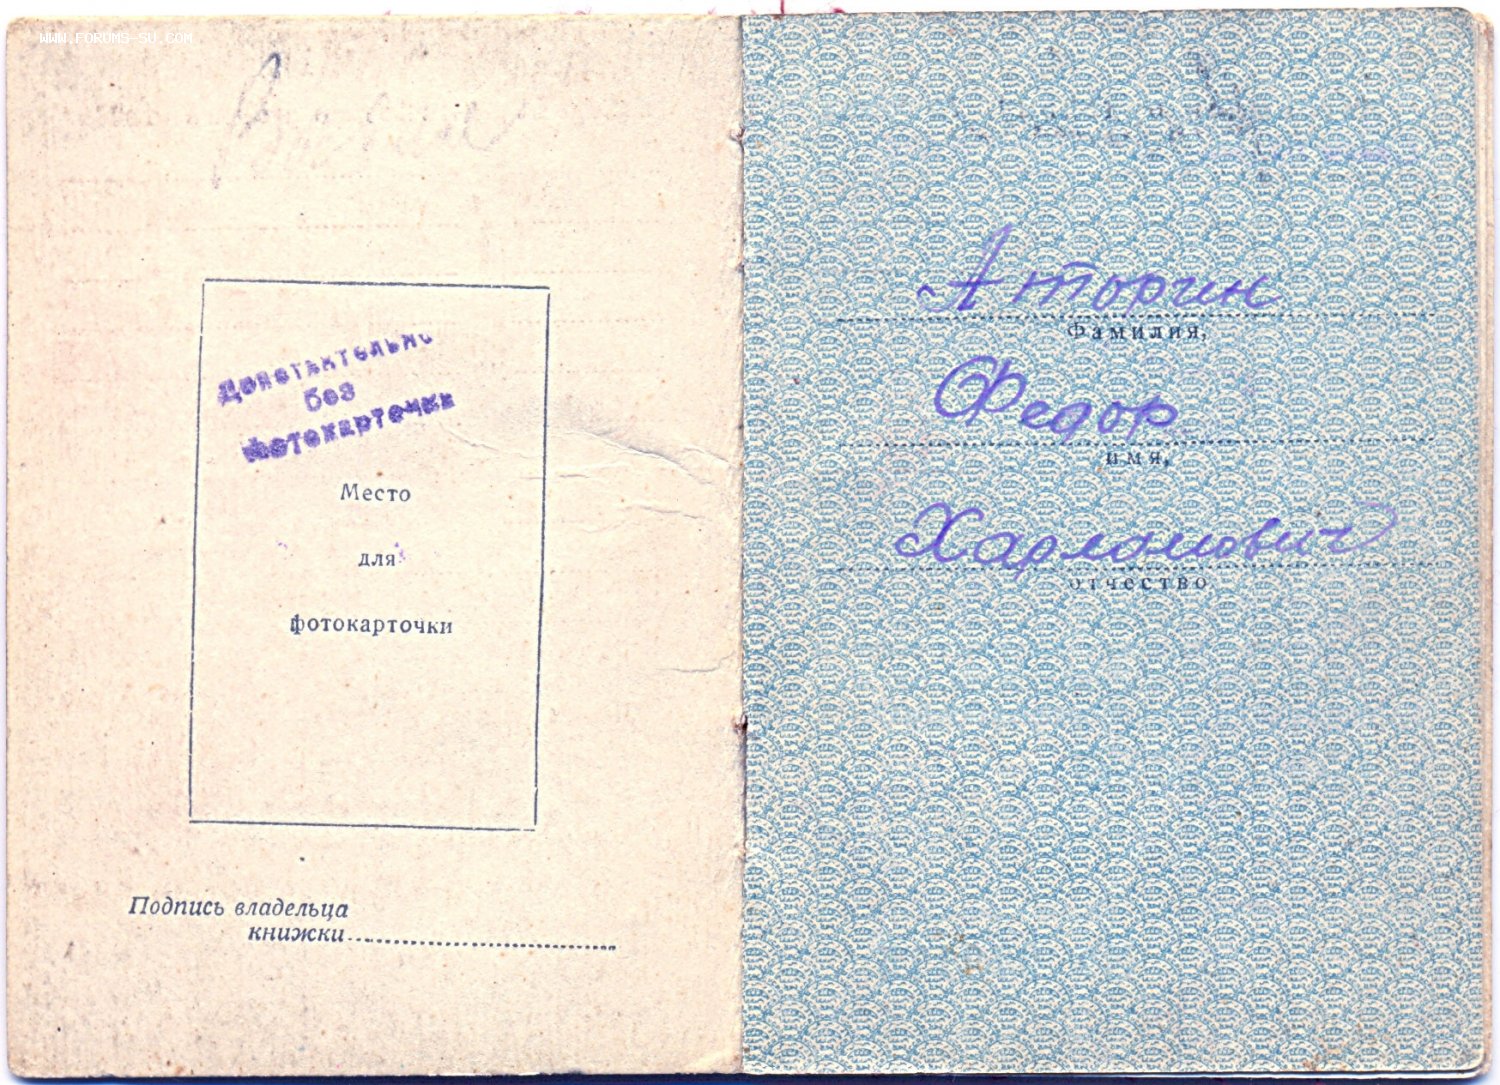 WWW.FORUMS-SU.COM
Действительно
без
фотокарточки
Место
для
фотокарточки
Подпись владельца
книжки
Аторин
Фамилия,
Федор
имя,
Харламович
отчество